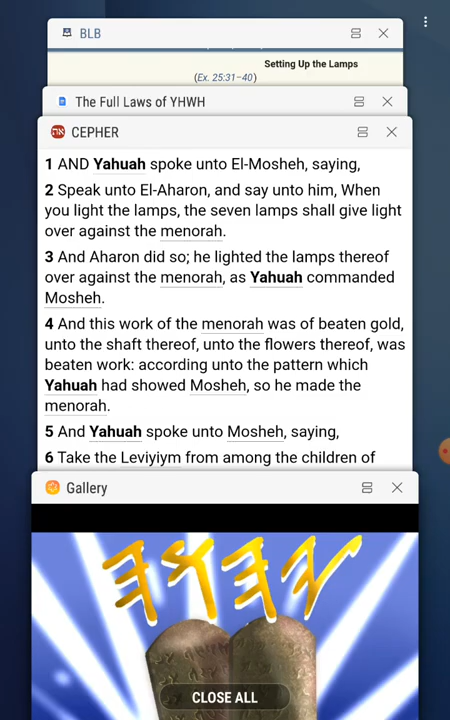 BLB
Setting Up the Lamps
(Ex. 25:31–40)
The Full Laws of YHWH
את CEPHER
1 AND Yahuah spoke unto El-Mosheh, saying,
2 Speak unto El-Aharon, and say unto him, When
you light the lamps, the seven lamps shall give light
over against the menorah.
3 And Aharon did so; he lighted the lamps thereof
over against the menorah, as Yahuah commanded
Mosheh.
4 And this work of the menorah was of beaten gold,
unto the shaft thereof, unto the flowers thereof, was
beaten work: according unto the pattern which
Yahuah had showed Mosheh, so he made the
menorah.
5 And Yahuah spoke unto Mosheh, saying,
6 Take the Leviyiym from among the children of
Gallery
𐤄𐤅𐤄𐤉
CLOSE ALL